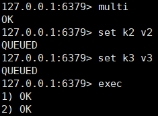 127.0.0.1:6379> multi
OK
127.0.0.1:6379> set k2 v2
QUEUED
127.0.0.1:6379> set k3 v3
QUEUED
127.0.0.1:6379> exec
1) OK
2) OK